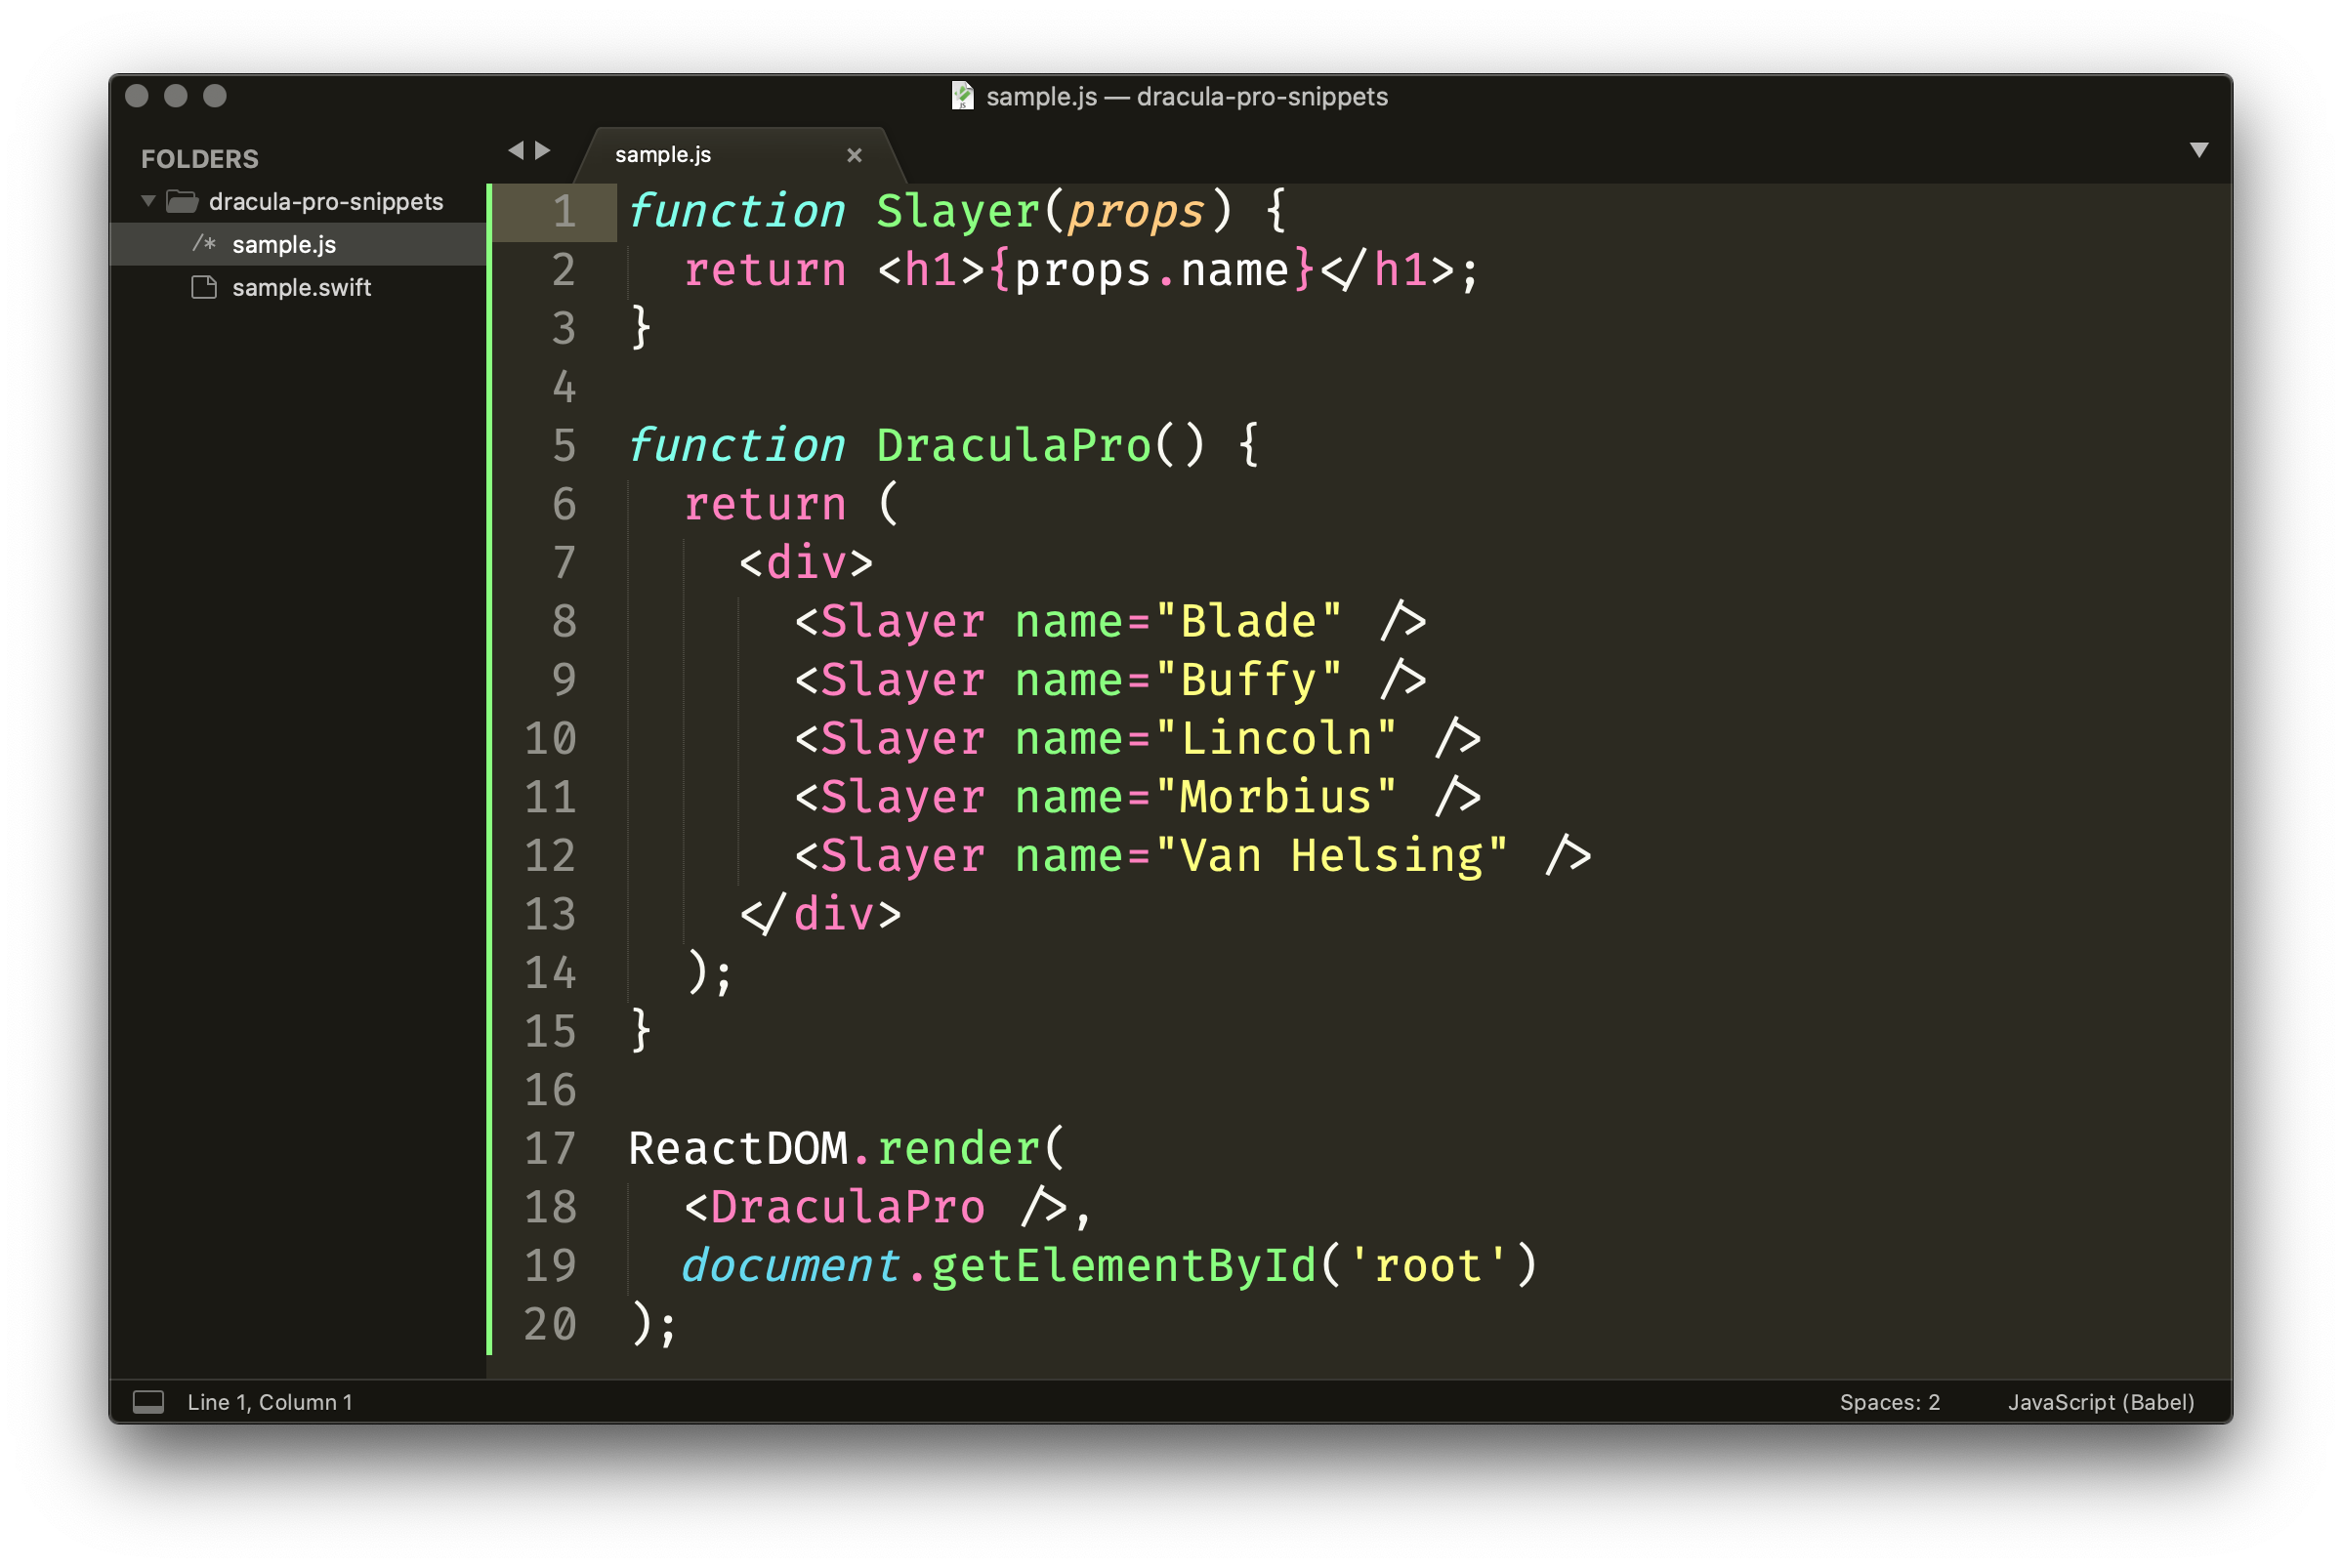 sample.js — dracula-pro-snippets
FOLDERS
dracula-pro-snippets
/* sample.js
sample.swift
sample.js ×
1 function Slayer(props) {
2   return <h1>{props.name}</h1>;
3 }
4
5 function DraculaPro() {
6   return (
7     <div>
8       <Slayer name="Blade" />
9       <Slayer name="Buffy" />
10       <Slayer name="Lincoln" />
11       <Slayer name="Morbius" />
12       <Slayer name="Van Helsing" />
13     </div>
14   );
15 }
16
17 ReactDOM.render(
18   <DraculaPro />,
19   document.getElementById('root')
20 );
Line 1, Column 1
Spaces: 2
JavaScript (Babel)